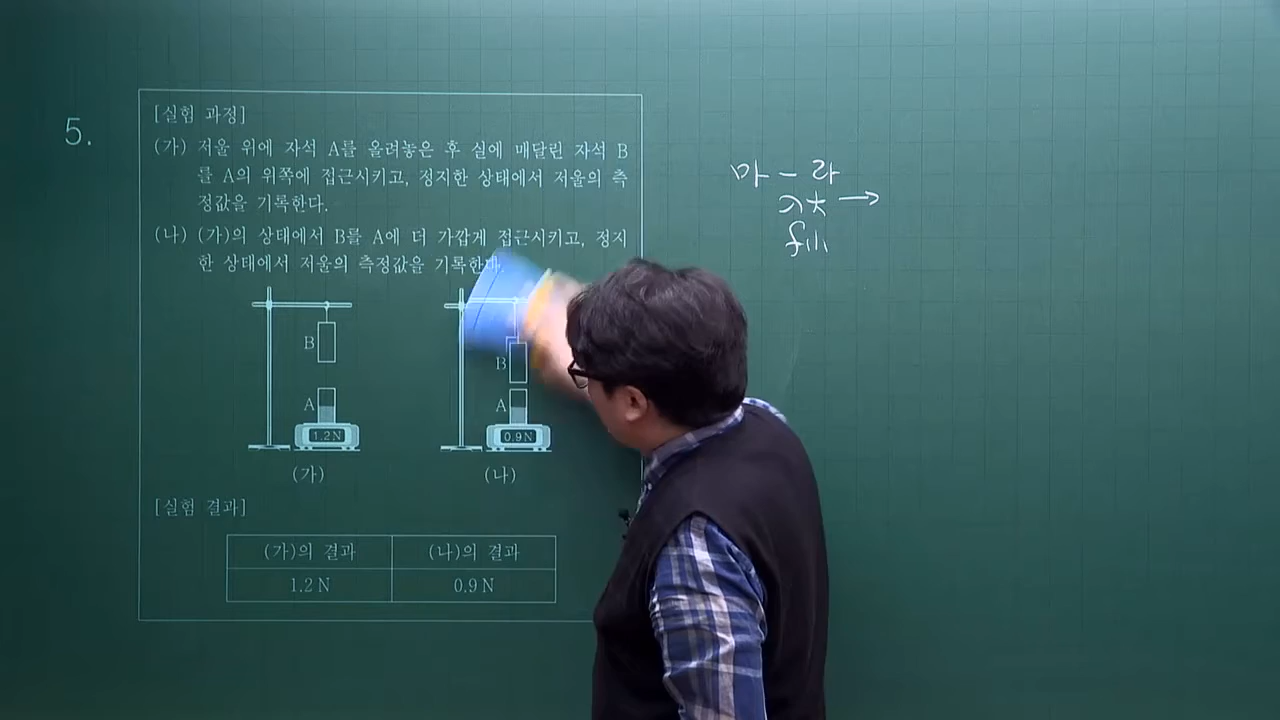 5.
[실험 과정]
(가) 저울 위에 자석 A를 올려놓은 후 실에 매달린 자석 B
를 A의 위쪽에 접근시키고, 정지한 상태에서 저울의 측
정값을 기록한다.
(나) (가)의 상태에서 B를 A에 더 가깝게 접근시키고, 정지
한 상태에서 저울의 측정값을 기록한다.
B
A
1.2N
(가)
B
A
0.9N
(나)
[실험 결과]
(가)의 결과 (나)의 결과
1.2 N 0.9 N
마 – 라